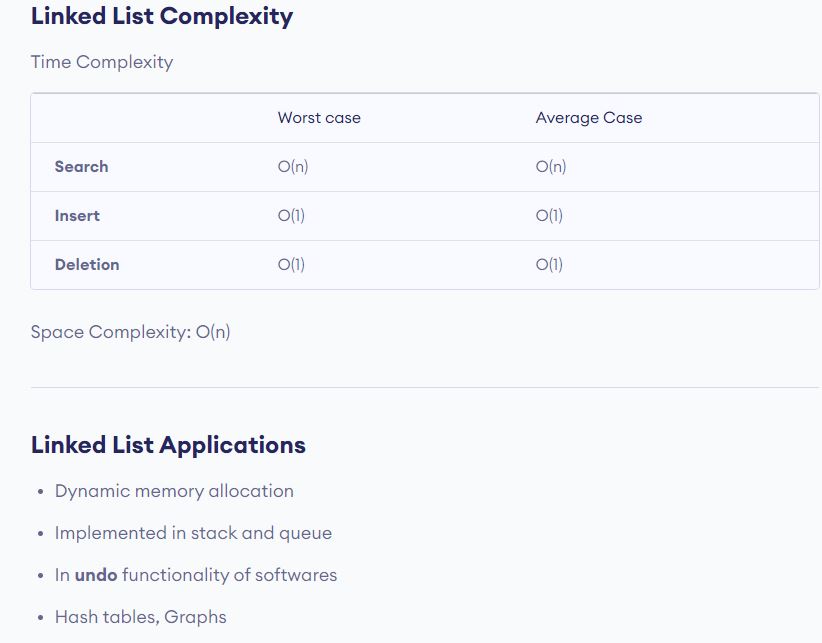 Linked List Complexity
Time Complexity
Worst case Average Case
Search O(n) O(n)
Insert O(1) O(1)
Deletion O(1) O(1)
Space Complexity: O(n)
Linked List Applications
• Dynamic memory allocation
• Implemented in stack and queue
• In undo functionality of softwares
• Hash tables, Graphs